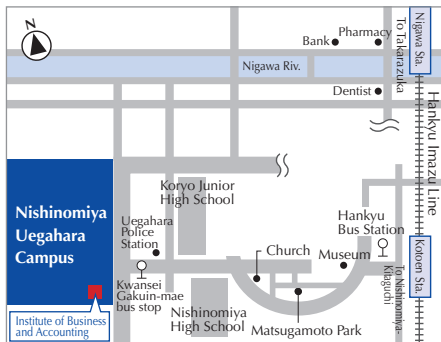 N
Pharmacy
Bank
To Takarazuka
Nigawa Sta.
Nigawa Riv.
Dentist
Hankyu Imazu Line
Koryo Junior
High School
Nishinomiya
Uegahara
Campus
Uegahara
Police
Station
Hankyu
Bus Station
Kotoen Sta.
Church
Museum
Kwansei
Gakuin-mae
bus stop
To Nishinomiya-
Kitaguchi
Nishinomiya
High School
Matsugamoto Park
Institute of Business
and Accounting